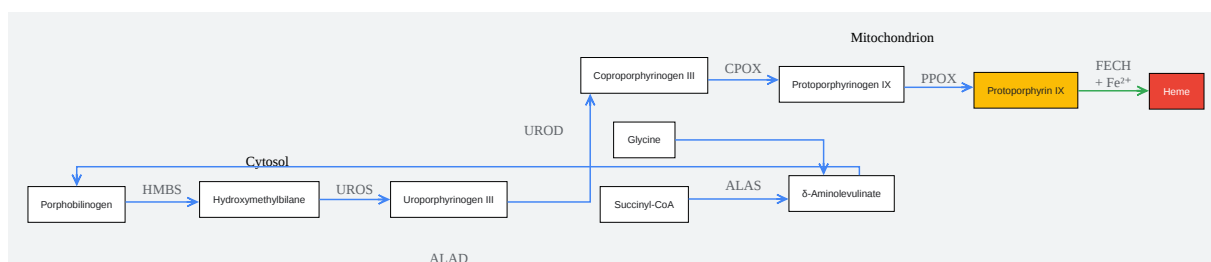 Mitochondrion
FECH
+ Fe²⁺
CPOX
PPOX
Coproporphyrinogen III
Protoporphyrinogen IX
Protoporphyrin IX
Heme
UROD
Glycine
Cytosol
HMBS
UROS
ALAS
Porphobilinogen
Hydroxymethylbilane
Uroporphyrinogen III
Succinyl-CoA
δ-Aminolevulinate
ALAD